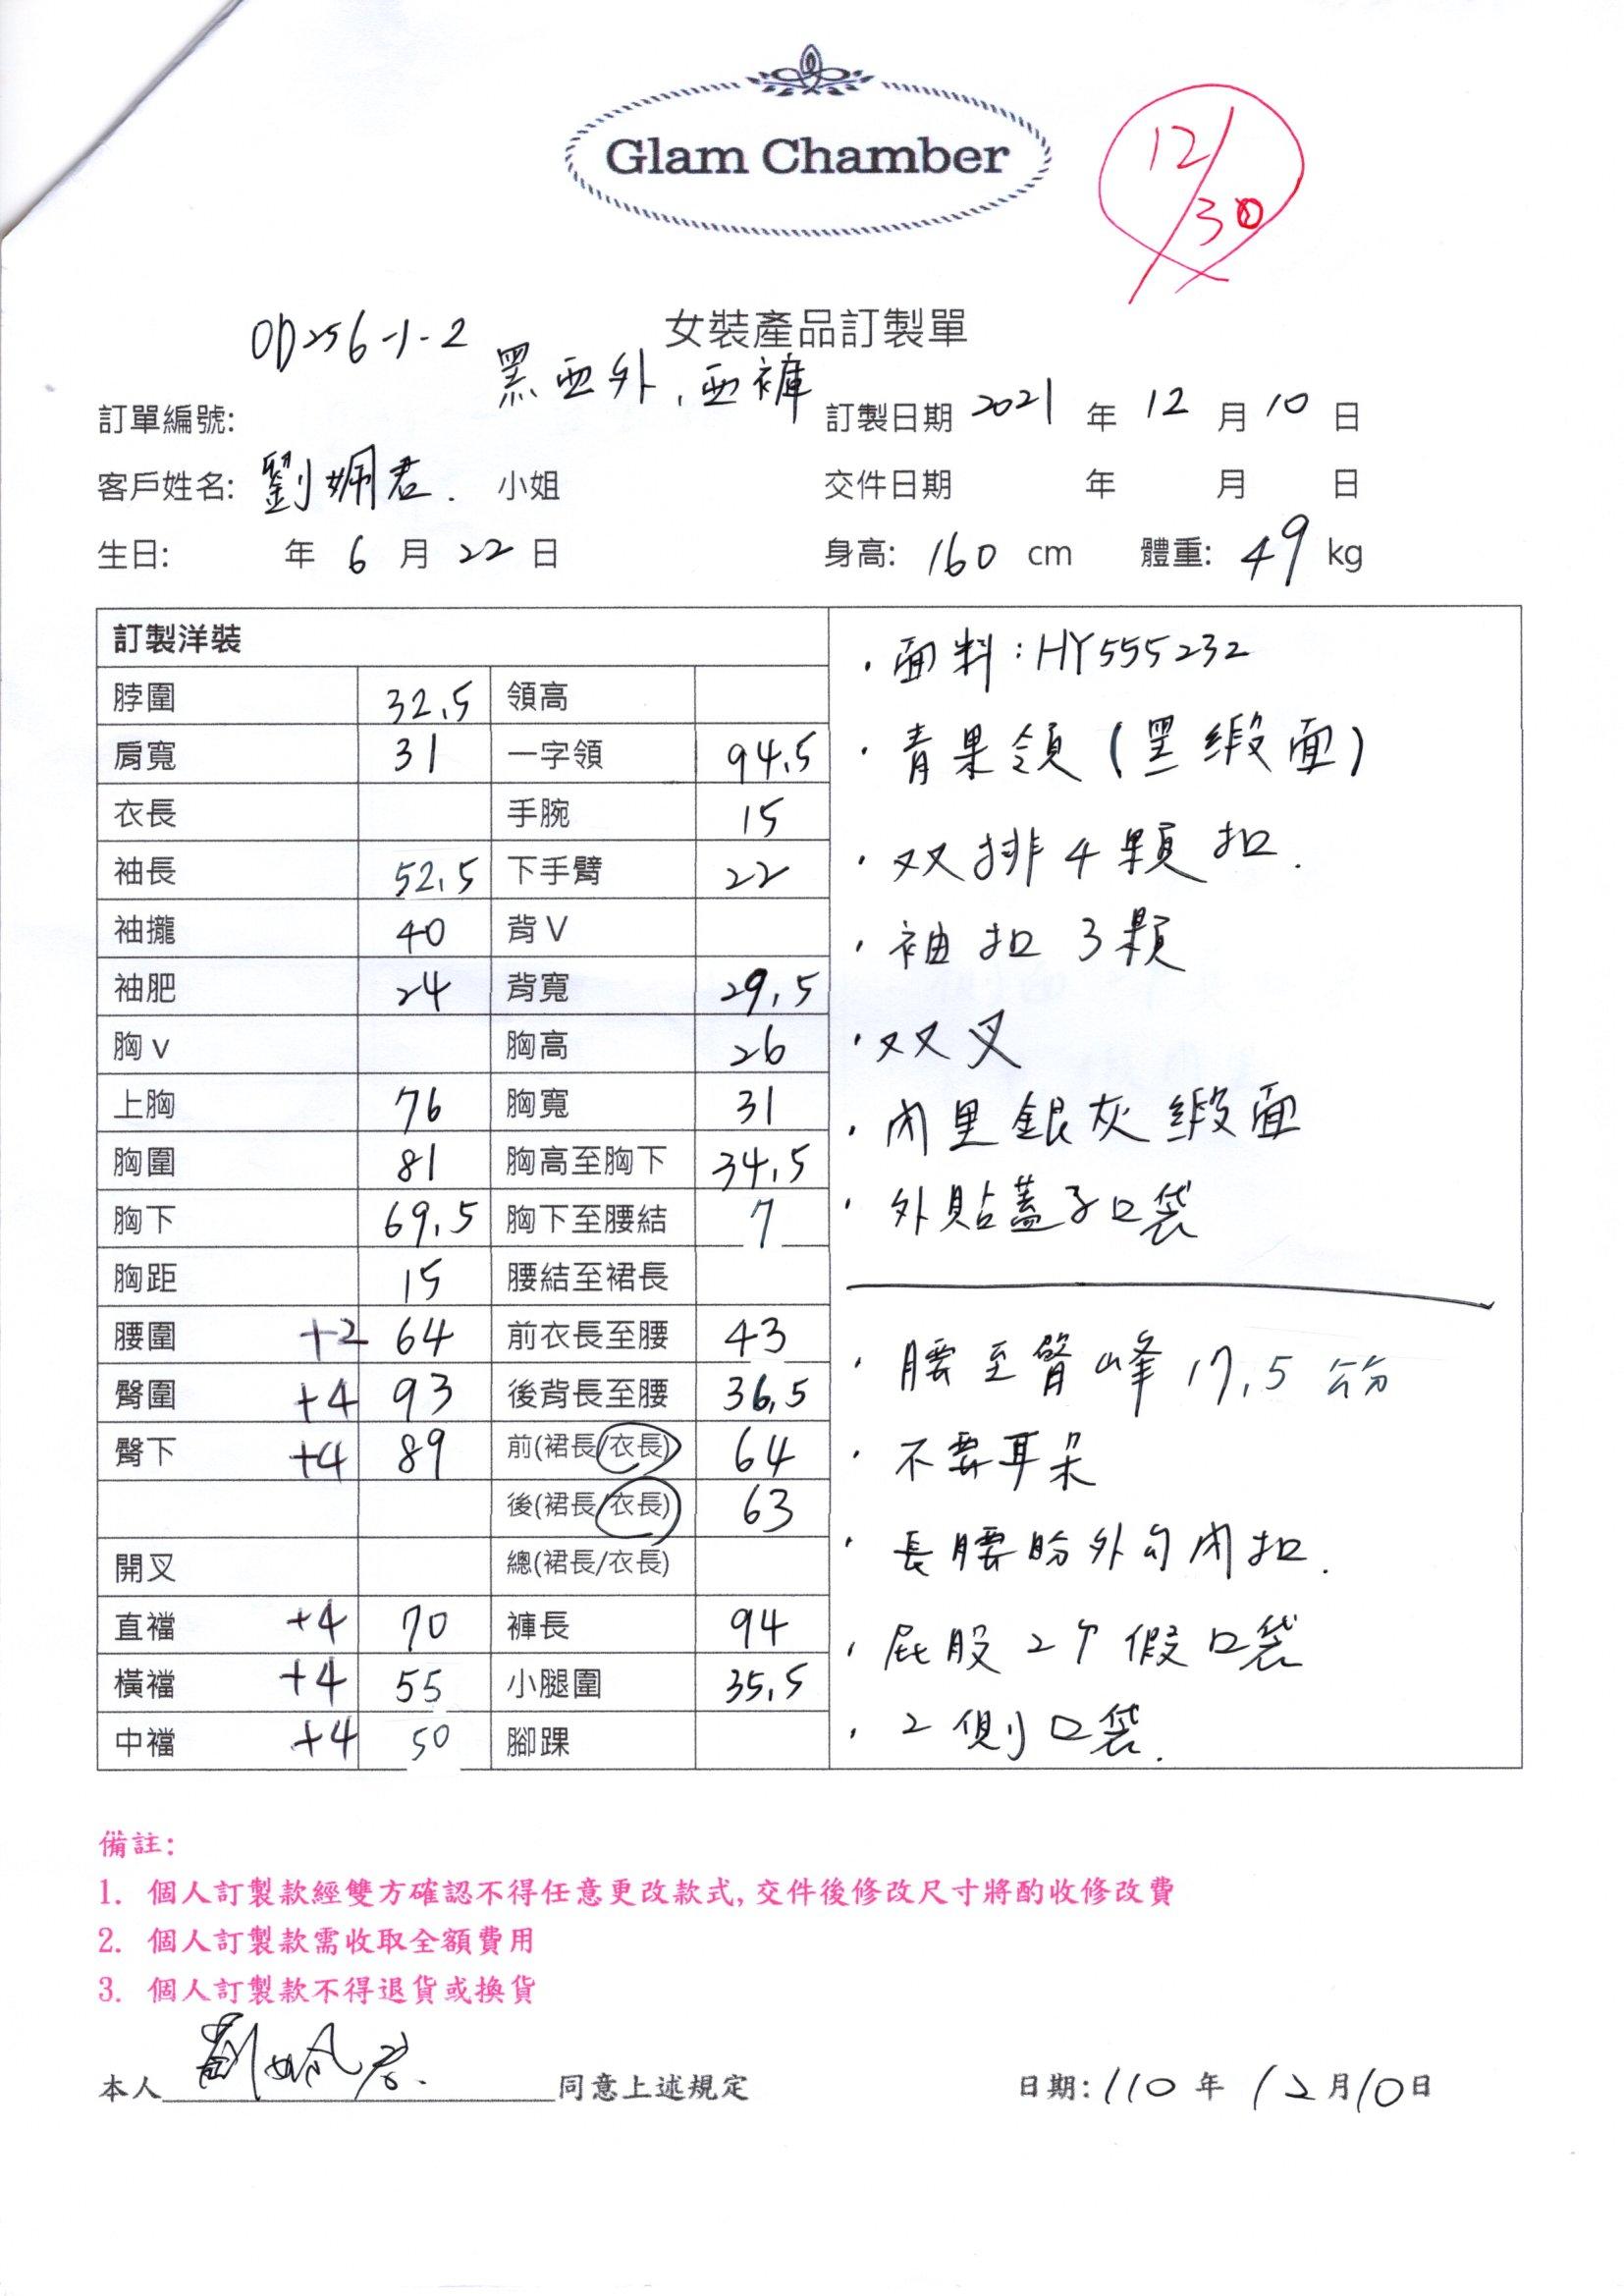 Glam Chamber
12/30
OD256-1-2
女裝產品訂製單
黑西外、西褲
訂單編號:
訂製日期 2021 年 12 月 10 日
客戶姓名: 劉姵君. 小姐
交件日期 年 月 日
生日: 年 6 月 22 日
身高: 160 cm 體重: 49 kg
訂製洋裝
脖圍 32.5 領高
肩寬 31 一字領 94.5
衣長 手腕 15
袖長 52.5 下手臂 22
袖攏 40 背V
袖肥 24 背寬 29.5
胸v 胸高 26
上胸 76 胸寬 31
胸圍 81 胸高至胸下 34.5
胸下 69.5 胸下至腰結 7
胸距 15 腰結至裙長
腰圍 +2 64 前衣長至腰 43
臀圍 +4 93 後背長至腰 36.5
臀下 +4 89 前(裙長/衣長) 64
後(裙長/衣長) 63
開叉 總(裙長/衣長)
直襠 +4 70 褲長 94
橫襠 +4 55 小腿圍 35.5
中襠 +4 50 腳踝
・面料:HY555232
・青果領(黑緞面)
・双排4顆扣.
・袖扣3顆
・双叉
・內里銀灰緞面
・外貼蓋子口袋
・腰至臀峰17.5公分
・不要耳朵
・長腰 外勾內扣.
・屁股2个假口袋
・2側口袋.
備註:
1. 個人訂製款經雙方確認不得任意更改款式,交件後修改尺寸將酌收修改費
2. 個人訂製款需收取全額費用
3. 個人訂製款不得退貨或換貨
本人 劉姵君. 同意上述規定
日期: 110 年 12 月 10 日